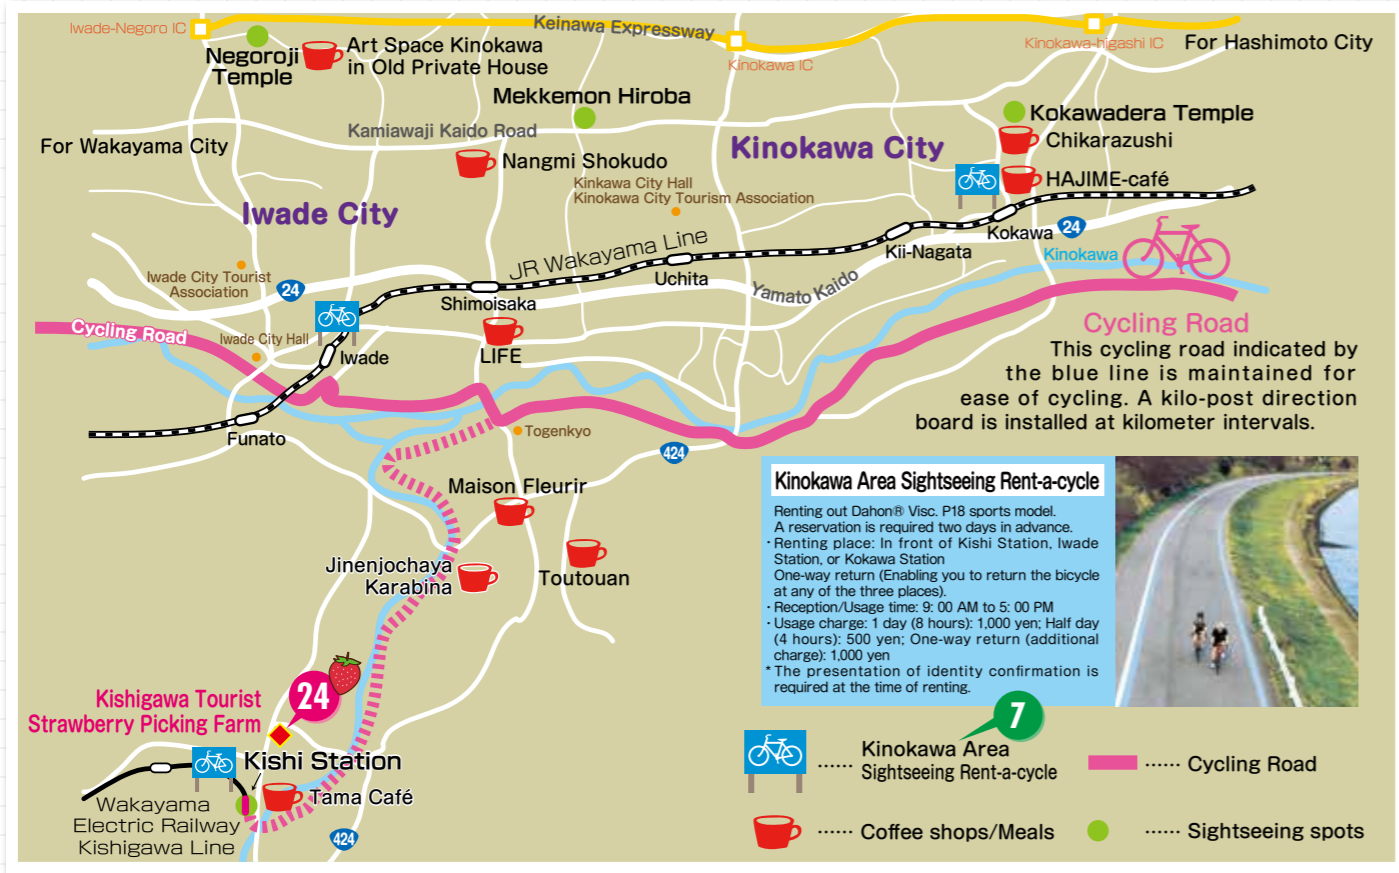 Iwade-Negoro IC
Keinawa Expressway
Kinokawa IC
Kinokawa-higashi IC
For Hashimoto City
Negoroji
Temple
Art Space Kinokawa
in Old Private House
Mekkemon Hiroba
Kokawadera Temple
Chikarazushi
For Wakayama City
Kamiawaji Kaido Road
Kinokawa City
Nangmi Shokudo
HAJIME-café
Kinkawa City Hall
Kinokawa City Tourism Association
Iwade City
Kokawa
24
JR Wakayama Line
Kii-Nagata
Kinokawa
Iwade City Tourist
Association
24
Uchita
Yamato Kaido
Shimoisaka
Cycling Road
Iwade City Hall
Iwade
LIFE
Cycling Road
This cycling road indicated by
the blue line is maintained for
ease of cycling. A kilo-post direction
board is installed at kilometer intervals.
Funato
Togenkyo
424
Maison Fleurir
Jinenjochaya
Karabina
Toutouan
Kinokawa Area Sightseeing Rent-a-cycle
Renting out Dahon® Visc. P18 sports model.
A reservation is required two days in advance.
・Renting place: In front of Kishi Station, Iwade
Station, or Kokawa Station
One-way return (Enabling you to return the bicycle
at any of the three places).
・Reception/Usage time: 9: 00 AM to 5: 00 PM
・Usage charge: 1 day (8 hours): 1,000 yen; Half day
(4 hours): 500 yen; One-way return (additional
charge): 1,000 yen
* The presentation of identity confirmation is
required at the time of renting.
24
Kishigawa Tourist
Strawberry Picking Farm
Kishi Station
Tama Café
Wakayama
Electric Railway
Kishigawa Line
424
7
...... Kinokawa Area
Sightseeing Rent-a-cycle
...... Cycling Road
...... Coffee shops/Meals
...... Sightseeing spots